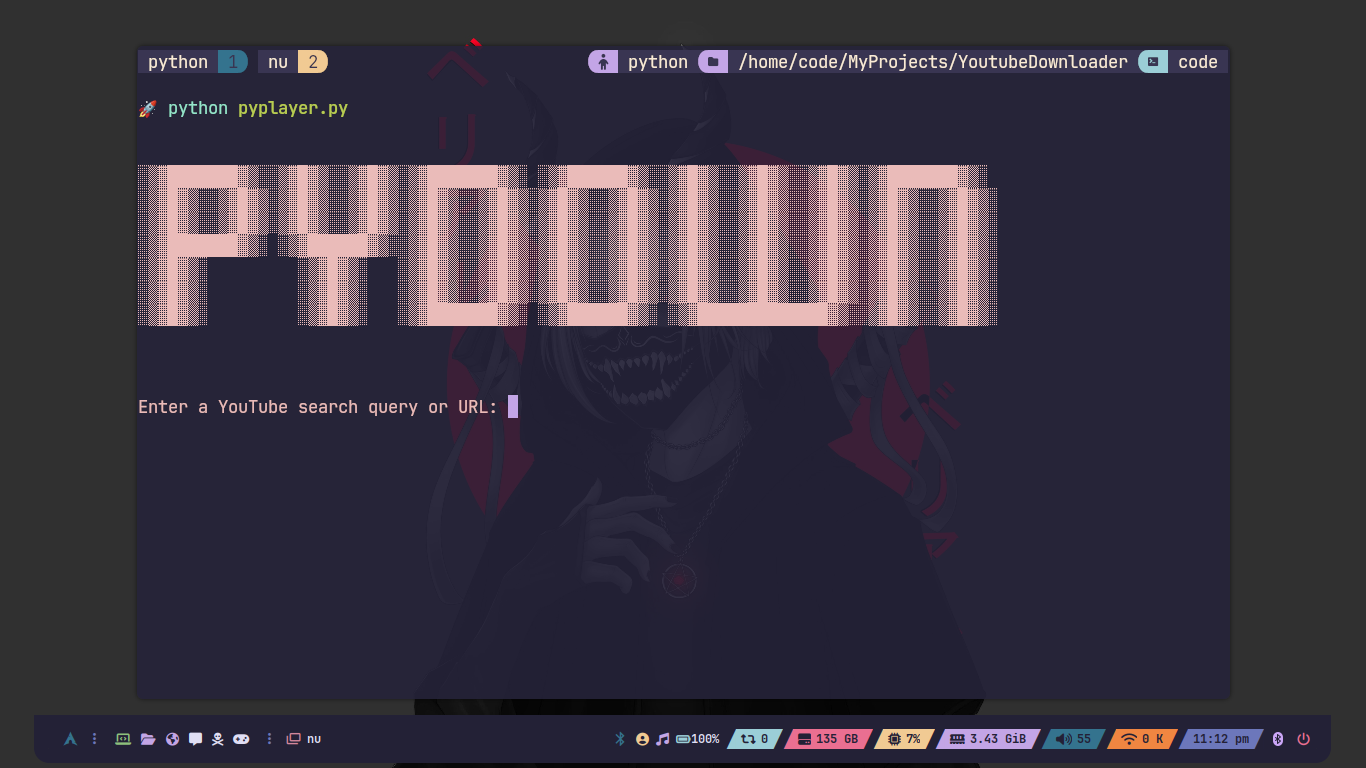 python 1 nu 2 python /home/code/MyProjects/YoutubeDownloader code
python pyplayer.py
PYDOWN
Enter a YouTube search query or URL:
nu 100% 0 135 GB 7% 3.43 GiB 55 0 K 11:12 pm